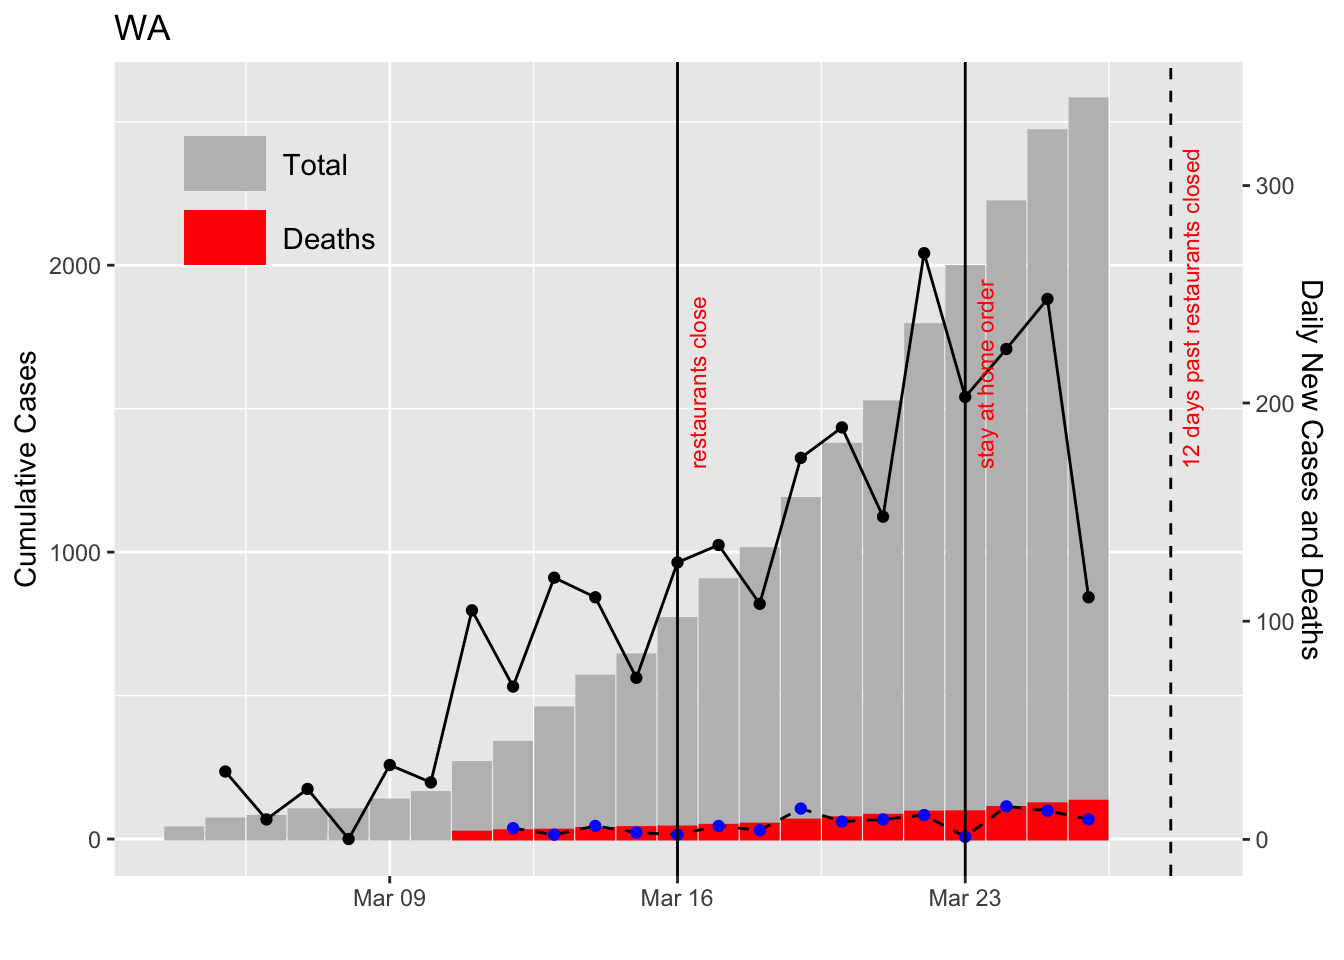 WA
Total
Deaths
2000
1000
0
Cumulative Cases
300
200
100
0
Daily New Cases and Deaths
restaurants close
stay at home order
12 days past restaurants closed
Mar 09
Mar 16
Mar 23